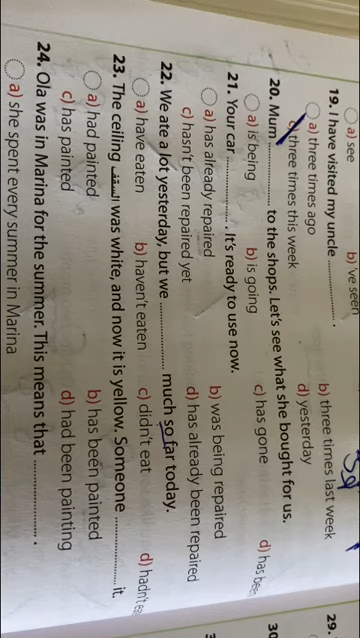 a) see b) 've seen
19. I have visited my uncle ................ .
a) three times ago b) three times last week
c) three times this week d) yesterday
20. Mum ................ to the shops. Let's see what she bought for us.
a) is being b) is going c) has gone d) has been
21. Your car ................ . It's ready to use now.
a) has already repaired b) was being repaired
c) hasn't been repaired yet d) has already been repaired
22. We ate a lot yesterday, but we ................ much so far today.
a) have eaten b) haven't eaten c) didn't eat d) hadn't
23. The ceiling السقف was white, and now it is yellow. Someone ................ it.
a) had painted b) has been painted
c) has painted d) had been painting
24. Ola was in Marina for the summer. This means that ................ .
a) she spent every summer in Marina
29.
30